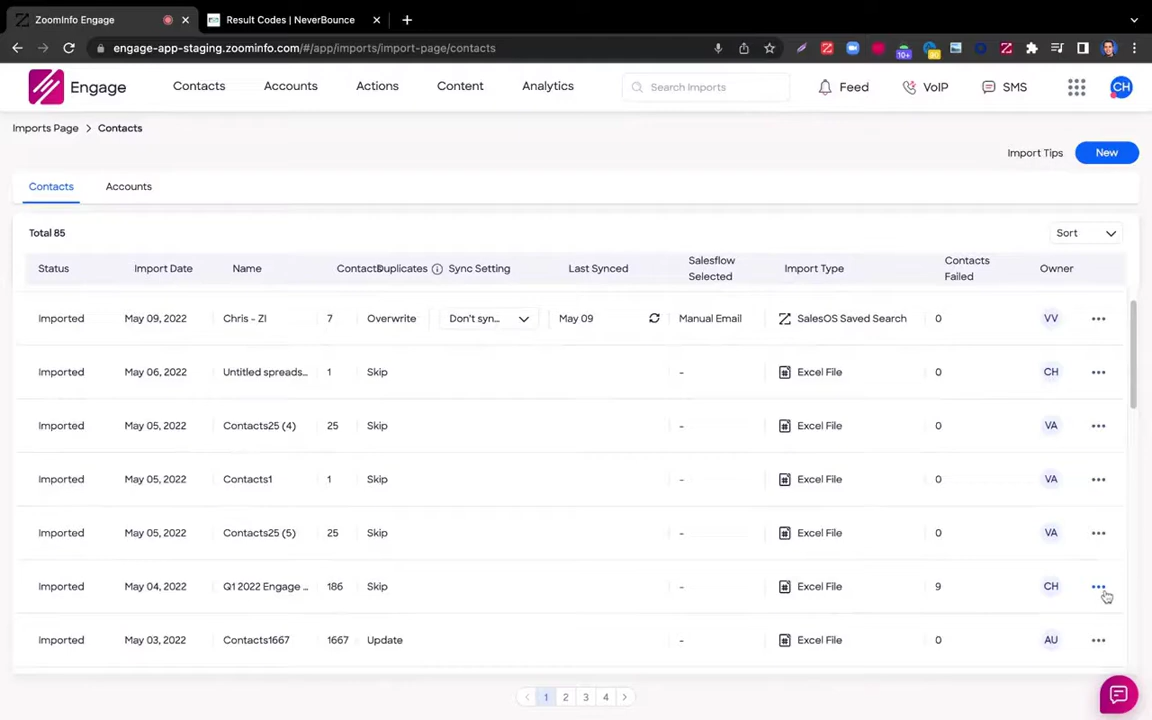 ZoomInfo Engage
Result Codes | NeverBounce
engage-app-staging.zoominfo.com/#/app/imports/import-page/contacts
10+
Engage
Contacts
Accounts
Actions
Content
Analytics
Search Imports
Feed
VoIP
SMS
CH
Imports Page > Contacts
Import Tips
New
Contacts
Accounts
Total 85
Sort
Status Import Date Name Contacts Duplicates Sync Setting Last Synced Salesflow Selected Import Type Contacts Failed Owner
Imported May 09, 2022 Chris - ZI 7 Overwrite Don't syn... May 09 Manual Email SalesOS Saved Search 0 VV
Imported May 06, 2022 Untitled spreads... 1 Skip - Excel File 0 CH
Imported May 05, 2022 Contacts25 (4) 25 Skip - Excel File 0 VA
Imported May 05, 2022 Contacts1 1 Skip - Excel File 0 VA
Imported May 05, 2022 Contacts25 (5) 25 Skip - Excel File 0 VA
Imported May 04, 2022 Q1 2022 Engage ... 186 Skip - Excel File 9 CH
Imported May 03, 2022 Contacts1667 1667 Update - Excel File 0 AU
< 1 2 3 4 >